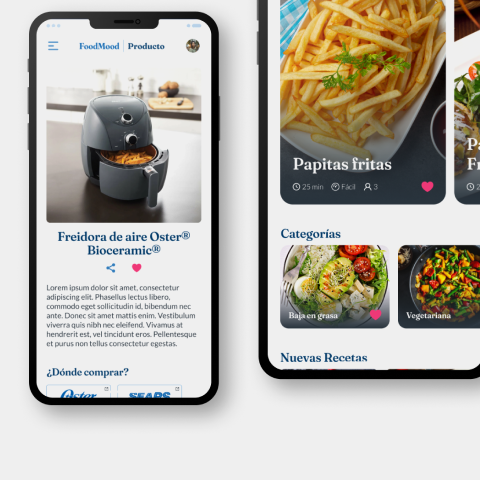 FoodMood | Producto
Freidora de aire Oster®
Bioceramic®
Lorem ipsum dolor sit amet, consectetur
adipiscing elit. Phasellus lectus libero,
commodo eget sollicitudin id, bibendum nec
ante. Donec sit amet mattis enim. Vestibulum
viverra quis nibh nec eleifend. Vivamus at
hendrerit est, vel tincidunt eros. Pellentesque
et purus non tellus consectetur egestas.
¿Dónde comprar?
Oster
SEARS
Papitas fritas
25 min Fácil 3
Pa
Fr
2
Categorías
Baja en grasa
Vegetariana
Nuevas Recetas